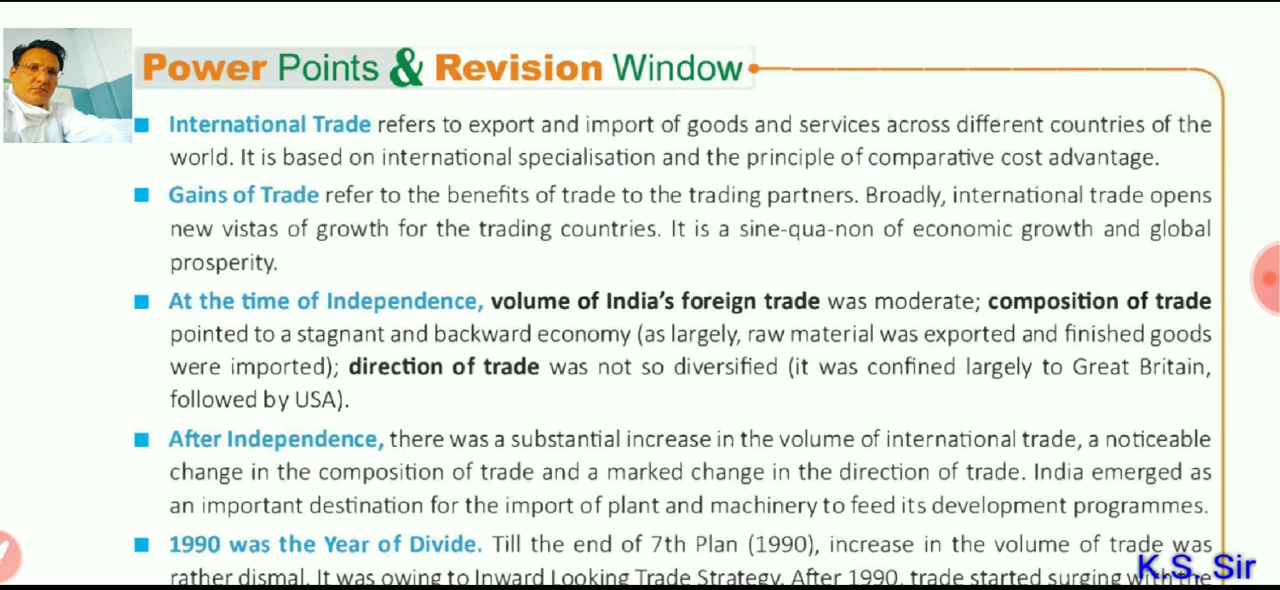 Power Points & Revision Window
International Trade refers to export and import of goods and services across different countries of the
world. It is based on international specialisation and the principle of comparative cost advantage.
Gains of Trade refer to the benefits of trade to the trading partners. Broadly, international trade opens
new vistas of growth for the trading countries. It is a sine-qua-non of economic growth and global
prosperity.
At the time of Independence, volume of India's foreign trade was moderate; composition of trade
pointed to a stagnant and backward economy (as largely, raw material was exported and finished goods
were imported); direction of trade was not so diversified (it was confined largely to Great Britain,
followed by USA).
After Independence, there was a substantial increase in the volume of international trade, a noticeable
change in the composition of trade and a marked change in the direction of trade. India emerged as
an important destination for the import of plant and machinery to feed its development programmes.
1990 was the Year of Divide. Till the end of 7th Plan (1990), increase in the volume of trade was
rather dismal. It was owing to Inward Looking Trade Strategy. After 1990, trade started surging with the
K.S. Sir